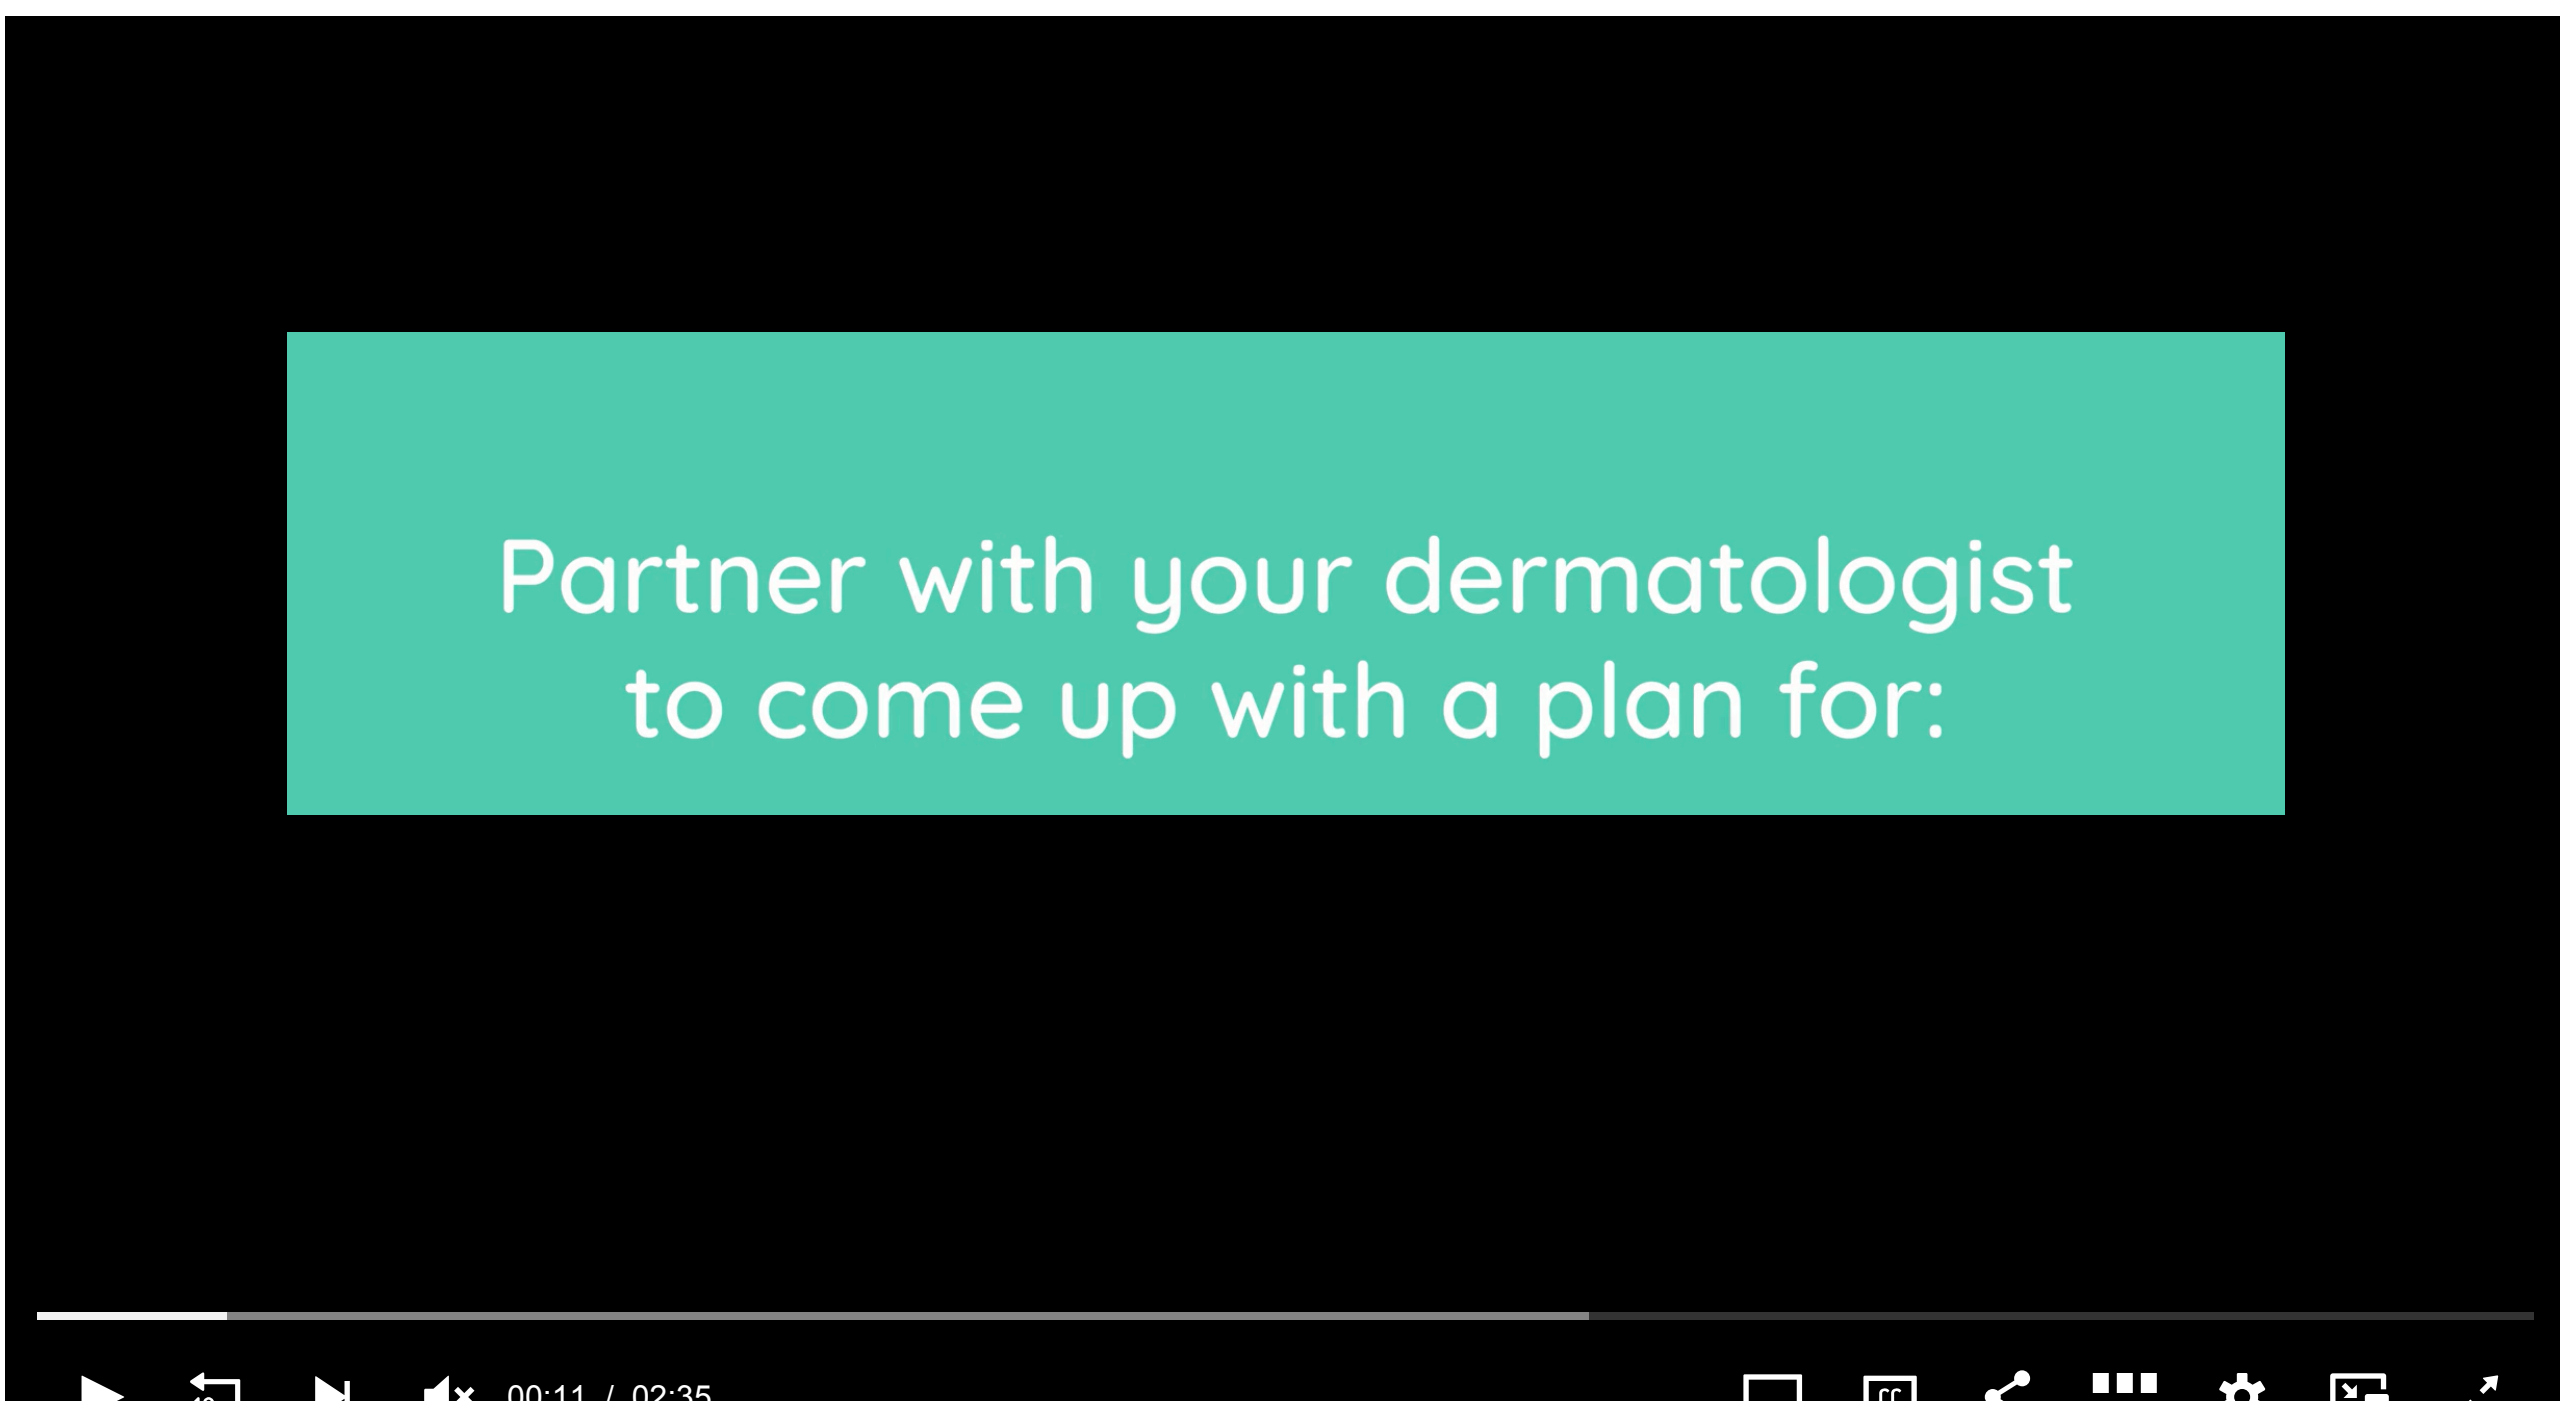 Partner with your dermatologist
to come up with a plan for:
00:11 / 02:35